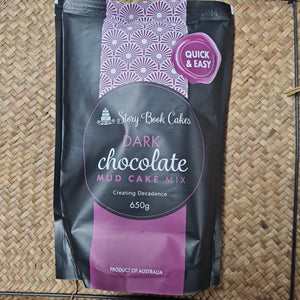 QUICK
& EASY
Story Book Cakes
DARK
chocolate
MUD CAKE MIX
Creating Decadence
650g
PRODUCT OF AUSTRALIA